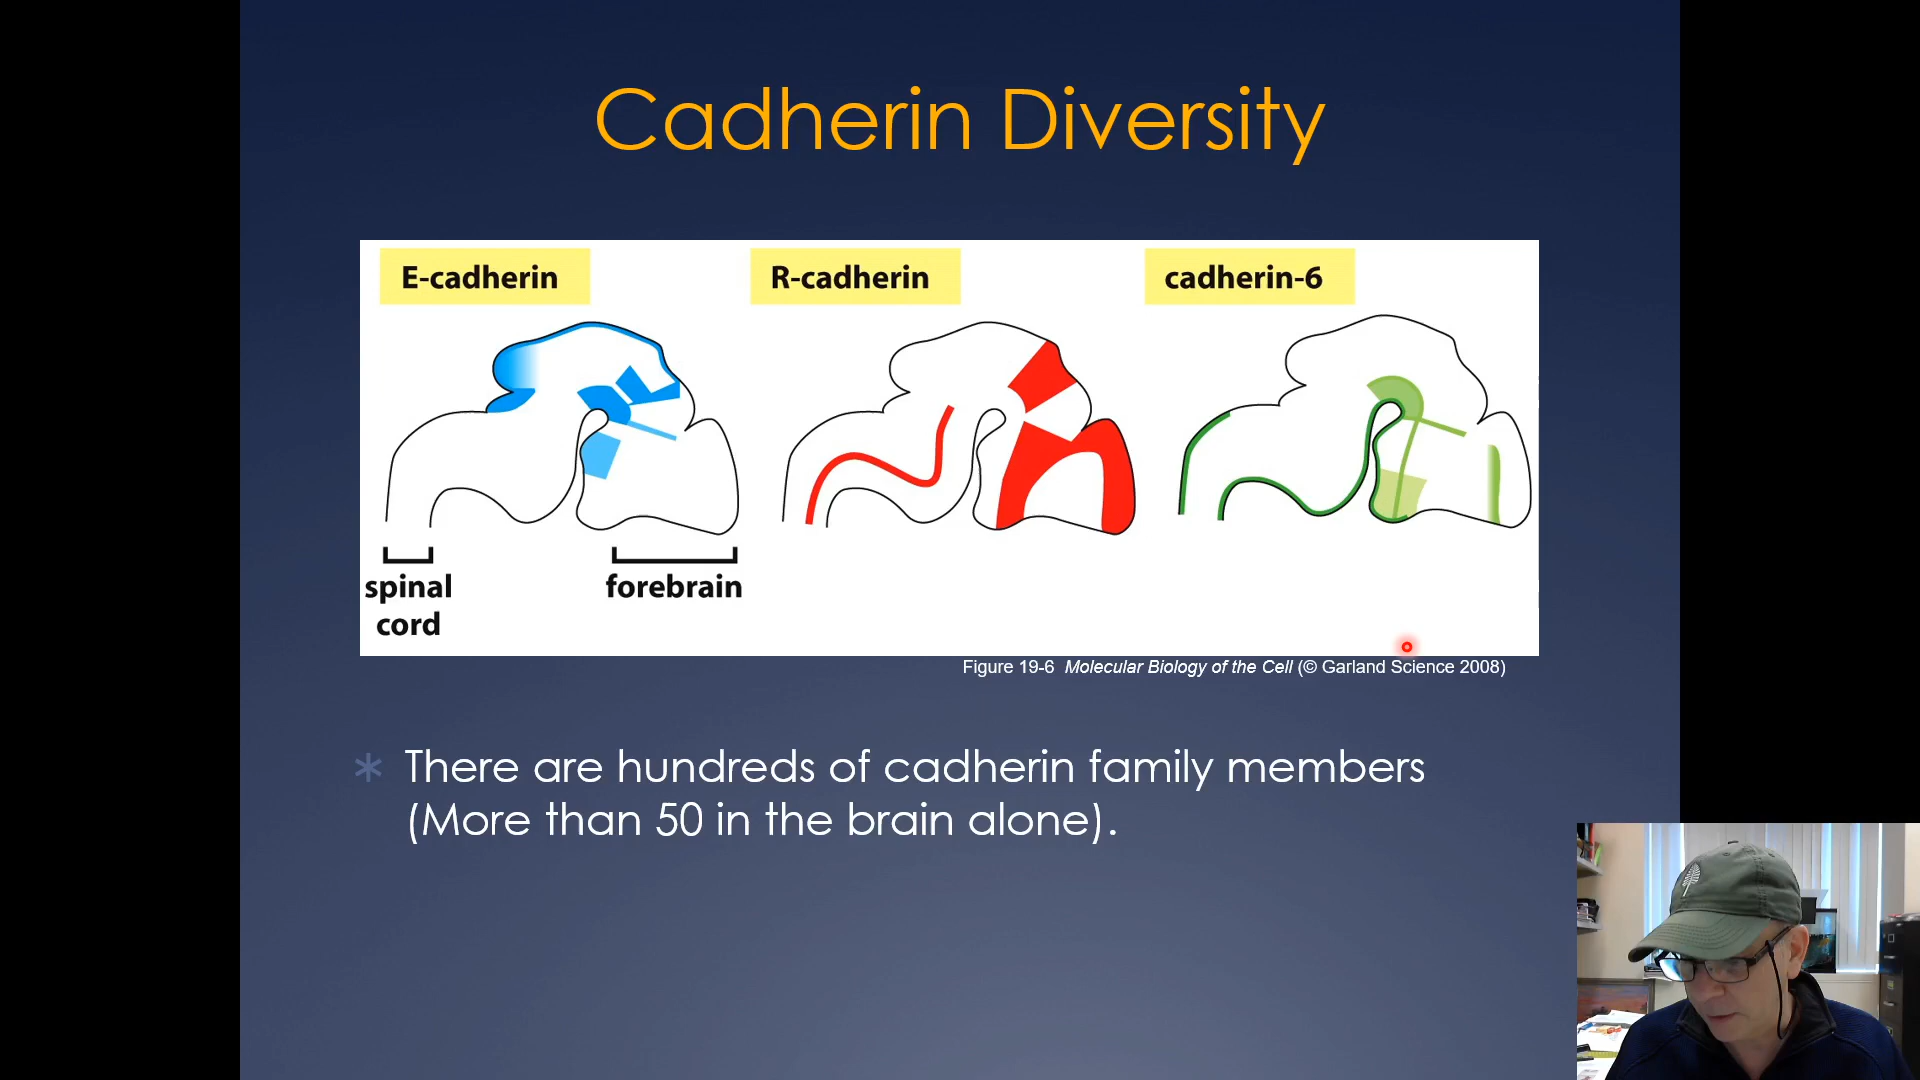 Cadherin Diversity
E-cadherin
R-cadherin
cadherin-6
spinal
cord
forebrain
Figure 19-6 Molecular Biology of the Cell (© Garland Science 2008)
There are hundreds of cadherin family members
(More than 50 in the brain alone).